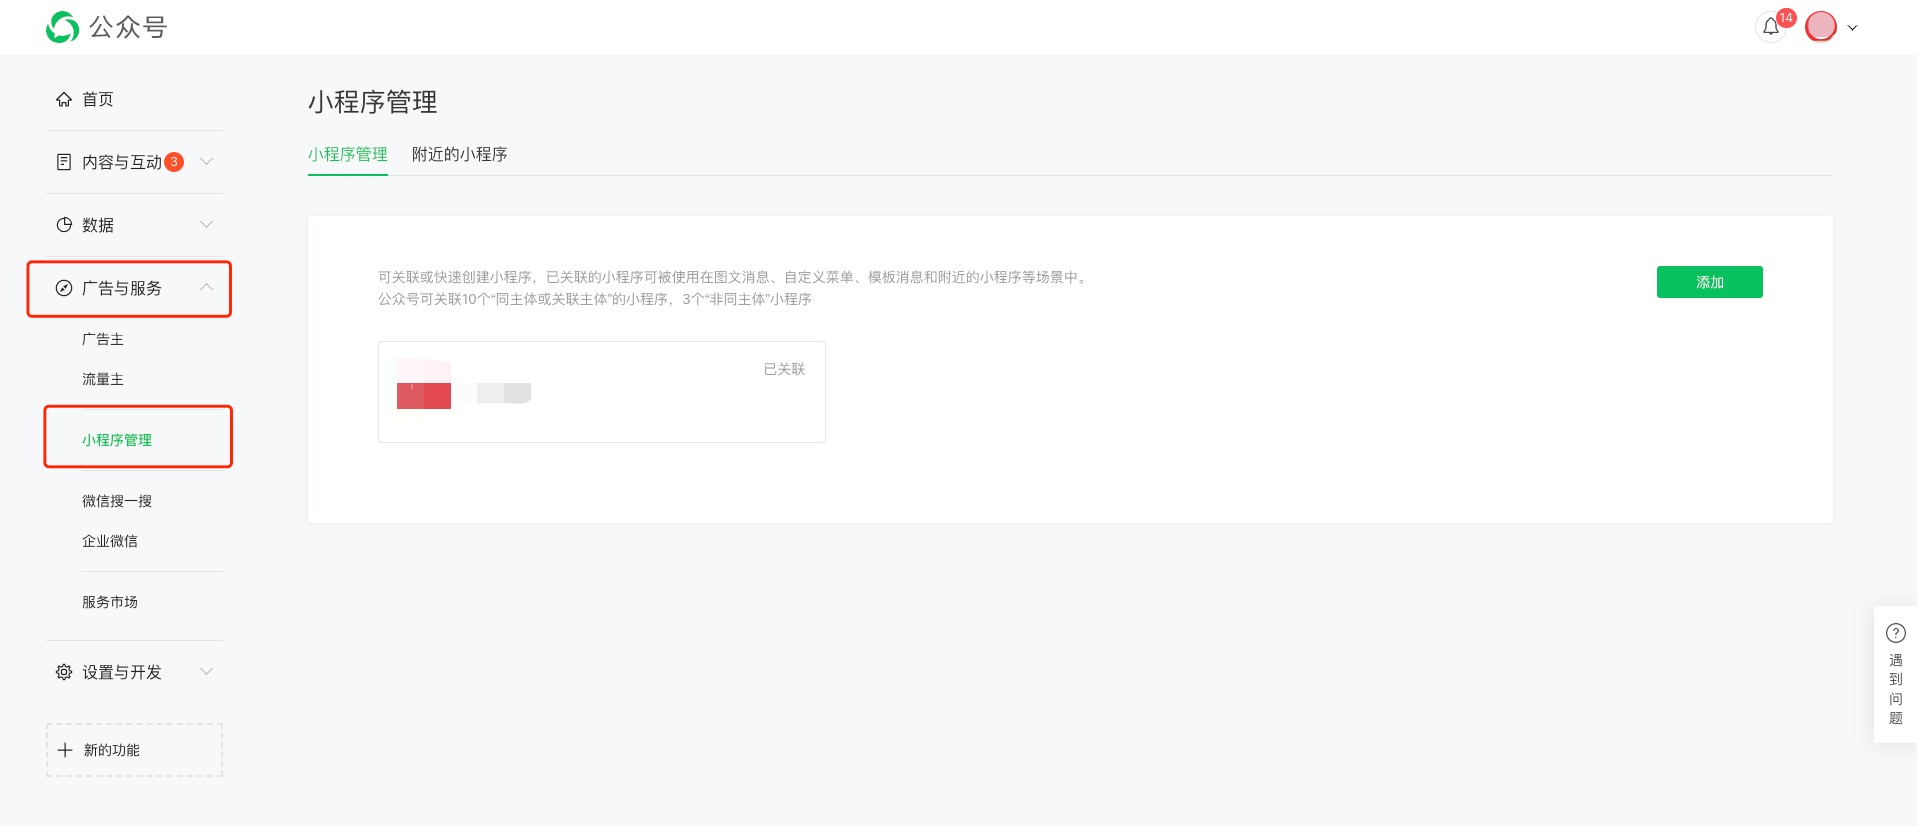 公众号
14
首页
内容与互动 3
数据
广告与服务
广告主
流量主
小程序管理
微信搜一搜
企业微信
服务市场
设置与开发
新的功能
小程序管理
小程序管理 附近的小程序
可关联或快速创建小程序，已关联的小程序可被使用在图文消息、自定义菜单、模板消息和附近的小程序等场景中。
公众号可关联10个“同主体或关联主体”的小程序，3个“非同主体”小程序
添加
已关联
遇到问题